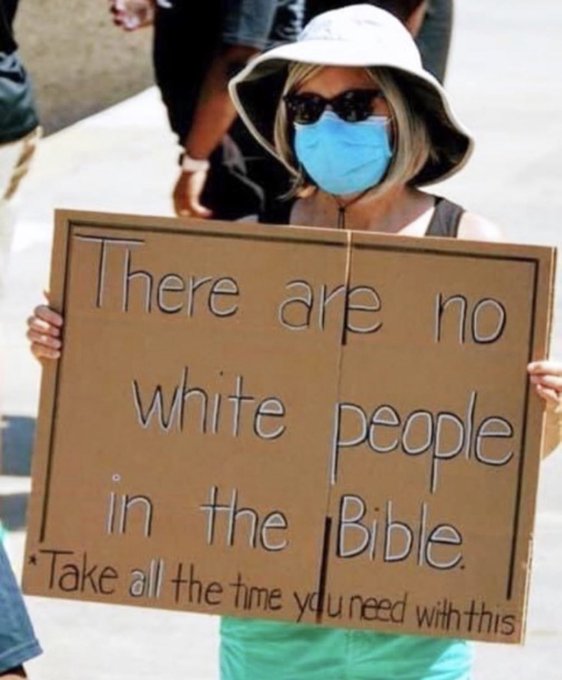 There are no
white people
in the Bible.
*Take all the time you need with this